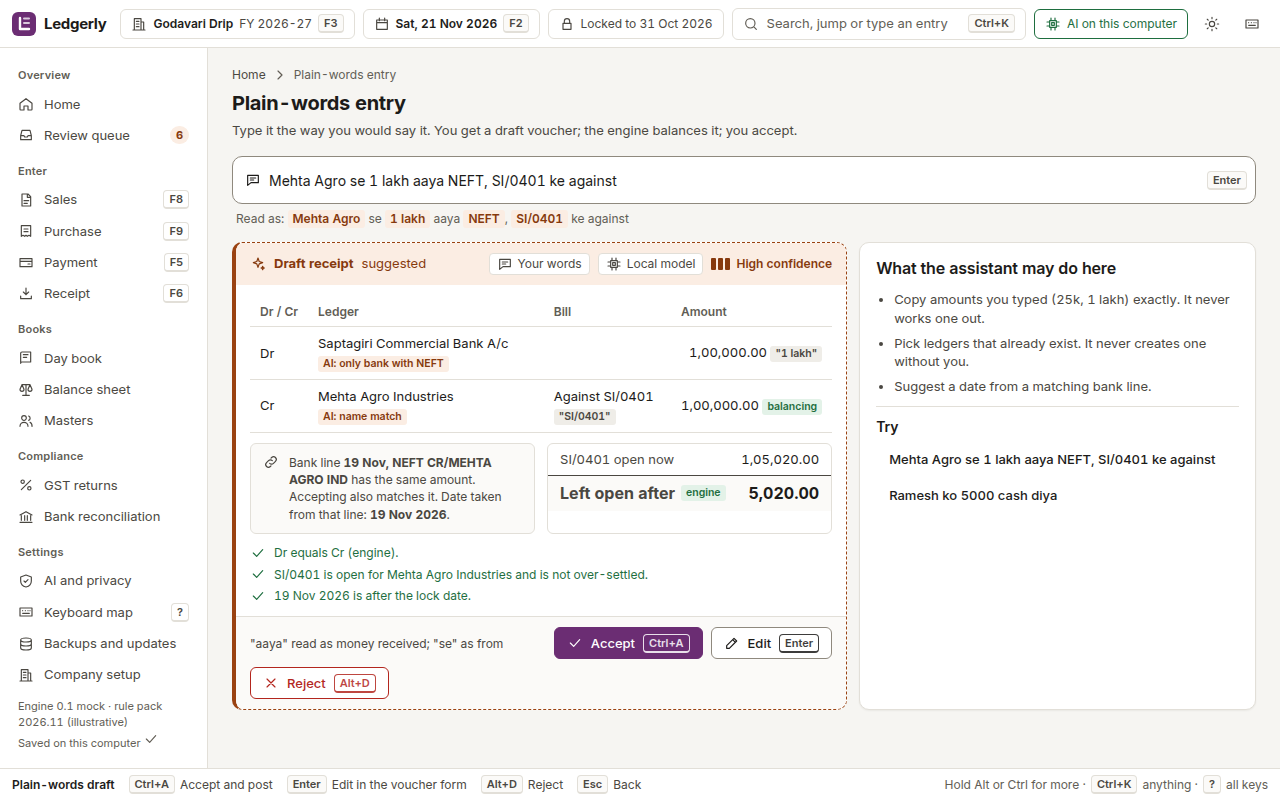 Ledgerly
Godavari Drip FY 2026-27 F3
Sat, 21 Nov 2026 F2
Locked to 31 Oct 2026
Search, jump or type an entry Ctrl+K
AI on this computer
Overview
Home
Review queue 6
Enter
Sales F8
Purchase F9
Payment F5
Receipt F6
Books
Day book
Balance sheet
Masters
Compliance
GST returns
Bank reconciliation
Settings
AI and privacy
Keyboard map ?
Backups and updates
Company setup
Engine 0.1 mock · rule pack
2026.11 (illustrative)
Saved on this computer
Home > Plain-words entry
Plain-words entry
Type it the way you would say it. You get a draft voucher; the engine balances it; you accept.
Mehta Agro se 1 lakh aaya NEFT, SI/0401 ke against Enter
Read as: Mehta Agro se 1 lakh aaya NEFT , SI/0401 ke against
Draft receipt suggested Your words Local model High confidence
Dr / Cr Ledger Bill Amount
Dr Saptagiri Commercial Bank A/c 1,00,000.00 "1 lakh"
AI: only bank with NEFT
Cr Mehta Agro Industries Against SI/0401 1,00,000.00 balancing
AI: name match "SI/0401"
Bank line 19 Nov, NEFT CR/MEHTA
AGRO IND has the same amount.
Accepting also matches it. Date taken
from that line: 19 Nov 2026.
SI/0401 open now 1,05,020.00
Left open after engine 5,020.00
Dr equals Cr (engine).
SI/0401 is open for Mehta Agro Industries and is not over-settled.
19 Nov 2026 is after the lock date.
"aaya" read as money received; "se" as from
Accept Ctrl+A
Edit Enter
Reject Alt+D
What the assistant may do here
• Copy amounts you typed (25k, 1 lakh) exactly. It never
works one out.
• Pick ledgers that already exist. It never creates one
without you.
• Suggest a date from a matching bank line.
Try
Mehta Agro se 1 lakh aaya NEFT, SI/0401 ke against
Ramesh ko 5000 cash diya
Plain-words draft Ctrl+A Accept and post Enter Edit in the voucher form Alt+D Reject Esc Back
Hold Alt or Ctrl for more · Ctrl+K anything · ? all keys